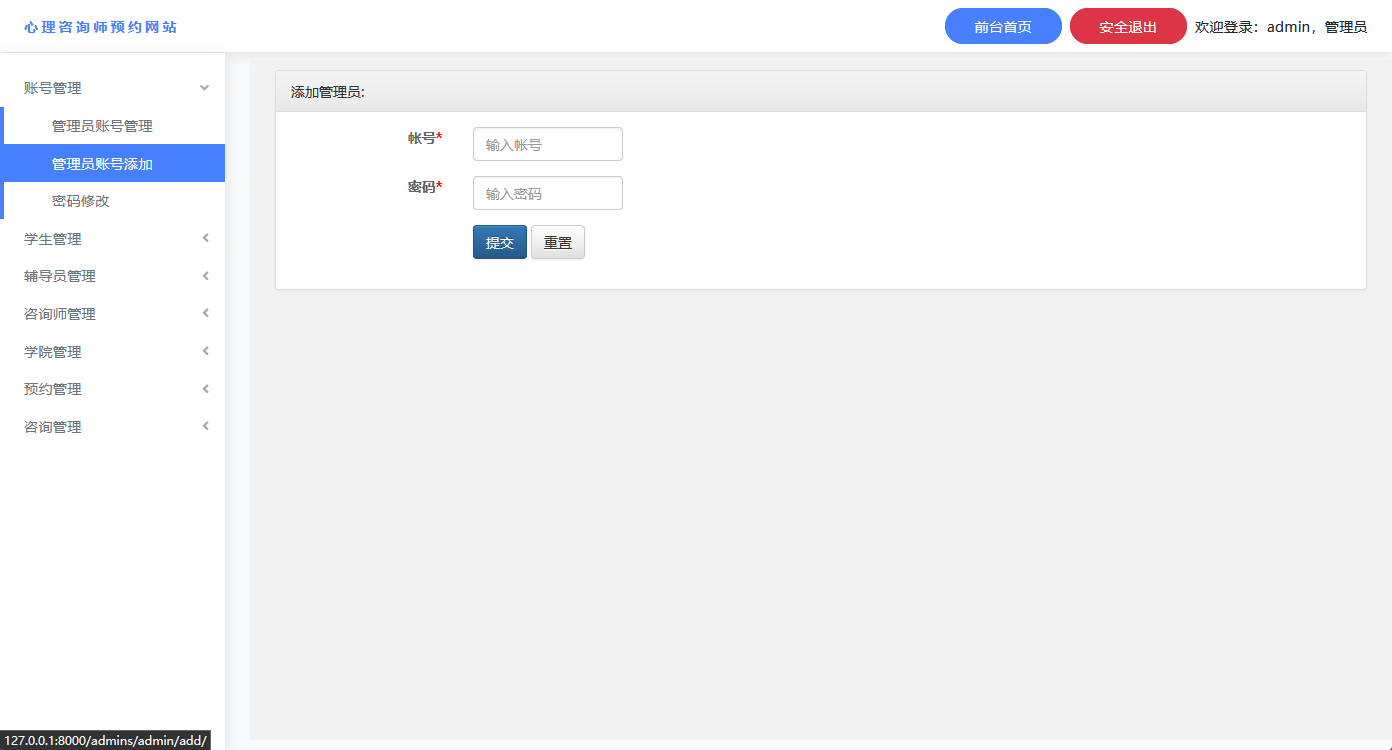 心理咨询师预约网站
前台首页
安全退出
欢迎登录：admin，管理员
账号管理
管理员账号管理
管理员账号添加
密码修改
学生管理
辅导员管理
咨询师管理
学院管理
预约管理
咨询管理
添加管理员:
帐号*
输入帐号
密码*
输入密码
提交
重置
127.0.0.1:8000/admins/admin/add/